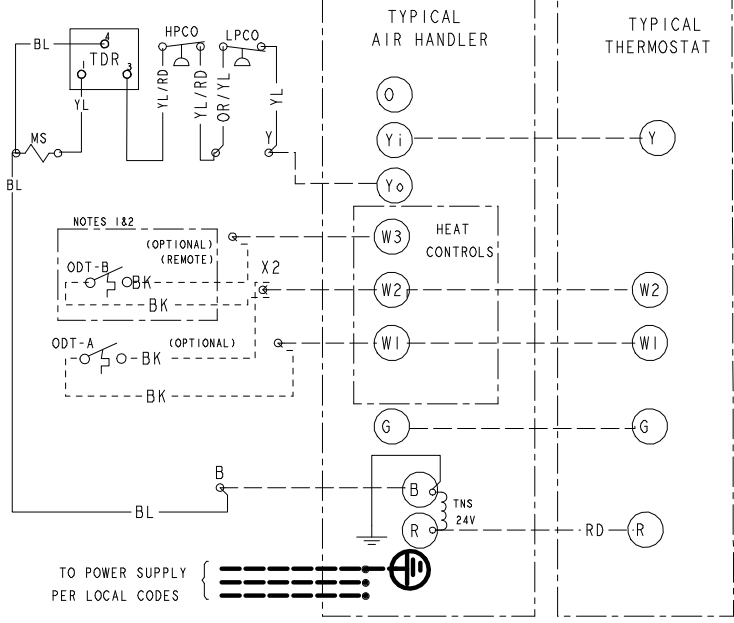 TYPICAL
AIR HANDLER
TYPICAL
THERMOSTAT
HPCO
LPCO
BL
4
TDR
1
3
YL
YL/RD
YL/RD
OR/YL
YL
MS
Y
BL
O
Yi
Y
Yo
NOTES 1&2
(OPTIONAL)
(REMOTE)
W3
HEAT
CONTROLS
ODT-B
BK
X2
BK
W2
W2
ODT-A
BK
(OPTIONAL)
W1
W1
BK
G
G
B
B
TNS
24V
BL
R
RD
R
TO POWER SUPPLY
PER LOCAL CODES